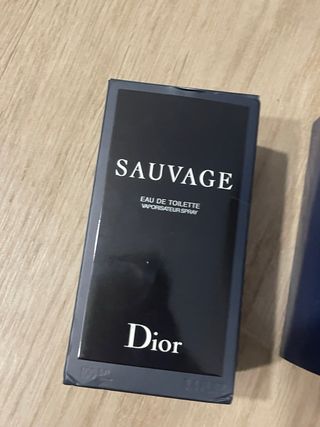 SAUVAGE
EAU DE TOILETTE
VAPORISATEUR SPRAY
Dior